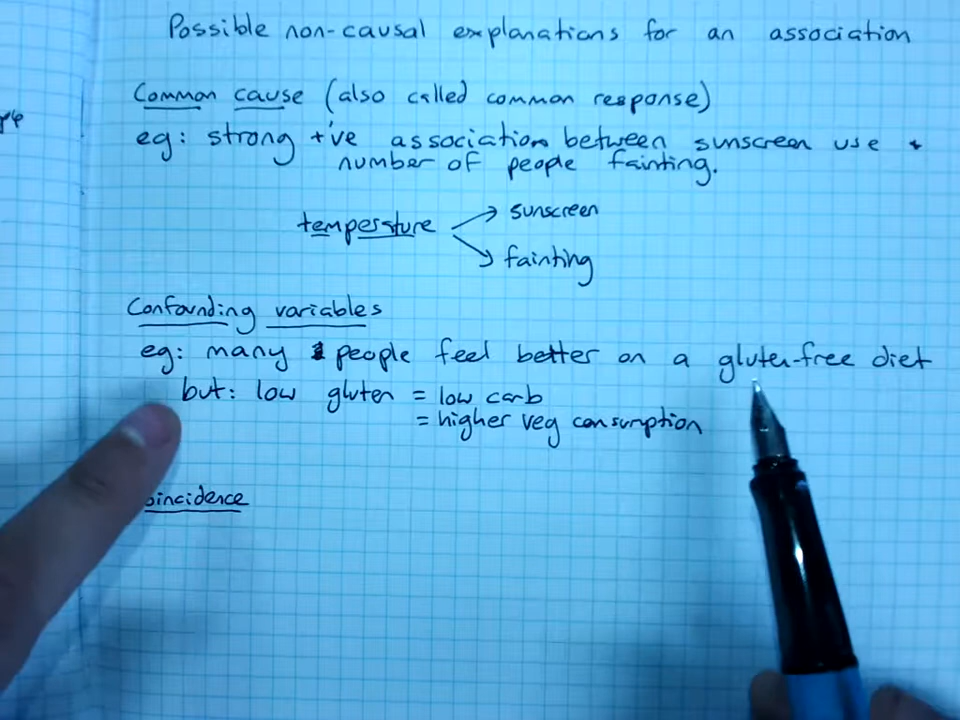 Possible non-causal explanations for an association
Common cause (also called common response)
eg: strong +'ve association between sunscreen use +
number of people fainting.
temperature → sunscreen
→ fainting
Confounding variables
eg: many people feel better on a gluten-free diet
but: low gluten = low carb
= higher veg consumption
oincidence